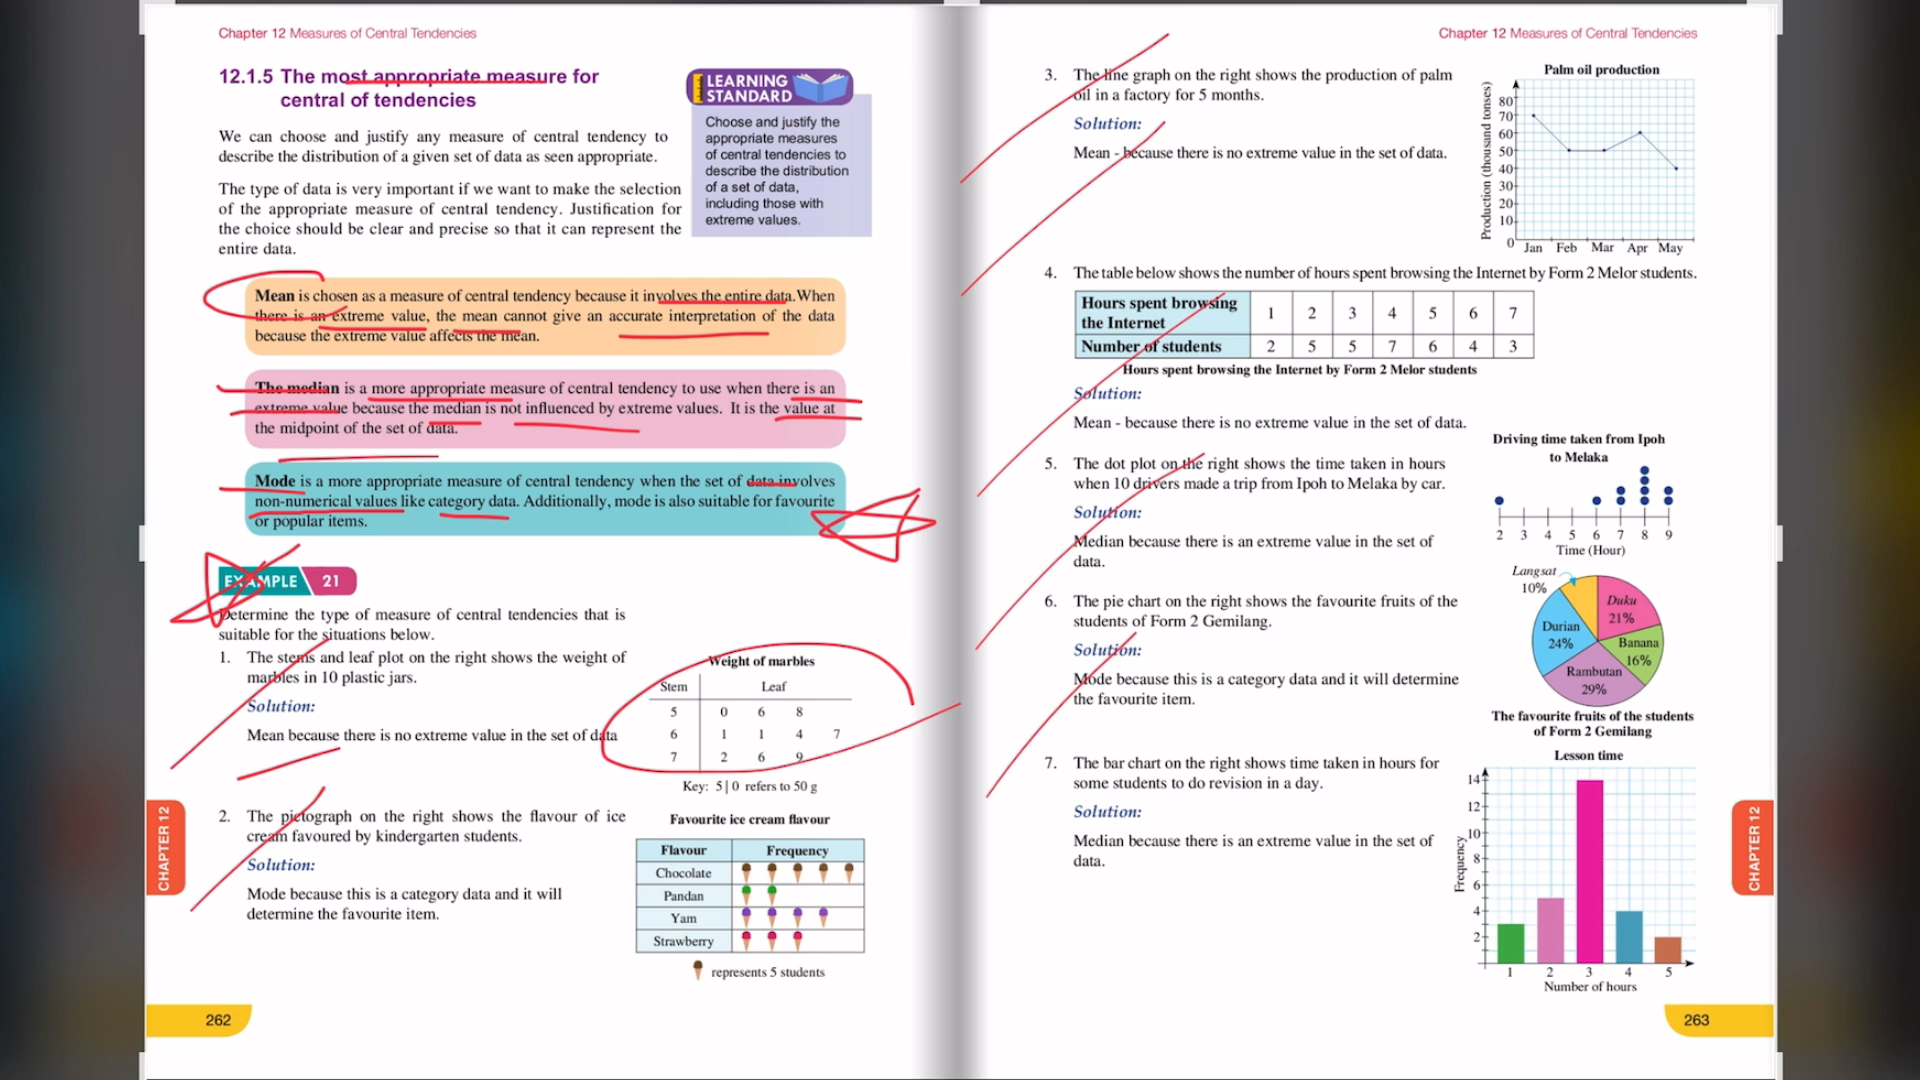 Chapter 12 Measures of Central Tendencies
12.1.5 The most appropriate measure for
central of tendencies
We can choose and justify any measure of central tendency to
describe the distribution of a given set of data as seen appropriate.
The type of data is very important if we want to make the selection
of the appropriate measure of central tendency. Justification for
the choice should be clear and precise so that it can represent the
entire data.
LEARNING
STANDARD
Choose and justify the
appropriate measures
of central tendencies to
describe the distribution
of a set of data,
including those with
extreme values.
Mean is chosen as a measure of central tendency because it involves the entire data.When
there is an extreme value, the mean cannot give an accurate interpretation of the data
because the extreme value affects the mean.
The median is a more appropriate measure of central tendency to use when there is an
extreme value because the median is not influenced by extreme values. It is the value at
the midpoint of the set of data.
Mode is a more appropriate measure of central tendency when the set of data involves
non-numerical values like category data. Additionally, mode is also suitable for favourite
or popular items.
EXAMPLE 21
Determine the type of measure of central tendencies that is
suitable for the situations below.
1. The stems and leaf plot on the right shows the weight of
marbles in 10 plastic jars.
Solution:
Mean because there is no extreme value in the set of data
Weight of marbles
Stem Leaf
5 0 6 8
6 1 1 4 7
7 2 6 9
Key: 5 | 0 refers to 50 g
2. The pictograph on the right shows the flavour of ice
cream favoured by kindergarten students.
Solution:
Mode because this is a category data and it will
determine the favourite item.
Favourite ice cream flavour
Flavour Frequency
Chocolate
Pandan
Yam
Strawberry
represents 5 students
CHAPTER 12
262
Chapter 12 Measures of Central Tendencies
3. The line graph on the right shows the production of palm
oil in a factory for 5 months.
Solution:
Mean - because there is no extreme value in the set of data.
Palm oil production
Production (thousand tonses)
80
70
60
50
40
30
20
10
0 Jan Feb Mar Apr May
4. The table below shows the number of hours spent browsing the Internet by Form 2 Melor students.
Hours spent browsing
the Internet 1 2 3 4 5 6 7
Number of students 2 5 5 7 6 4 3
Hours spent browsing the Internet by Form 2 Melor students
Solution:
Mean - because there is no extreme value in the set of data.
5. The dot plot on the right shows the time taken in hours
when 10 drivers made a trip from Ipoh to Melaka by car.
Solution:
Median because there is an extreme value in the set of
data.
Driving time taken from Ipoh
to Melaka
2 3 4 5 6 7 8 9
Time (Hour)
6. The pie chart on the right shows the favourite fruits of the
students of Form 2 Gemilang.
Solution:
Mode because this is a category data and it will determine
the favourite item.
Langsat
10%
Duku
21%
Durian
24%
Banana
16%
Rambutan
29%
The favourite fruits of the students
of Form 2 Gemilang
7. The bar chart on the right shows time taken in hours for
some students to do revision in a day.
Solution:
Median because there is an extreme value in the set of
data.
Lesson time
Frequency
14
12
10
8
6
4
2
1 2 3 4 5
Number of hours
CHAPTER 12
263